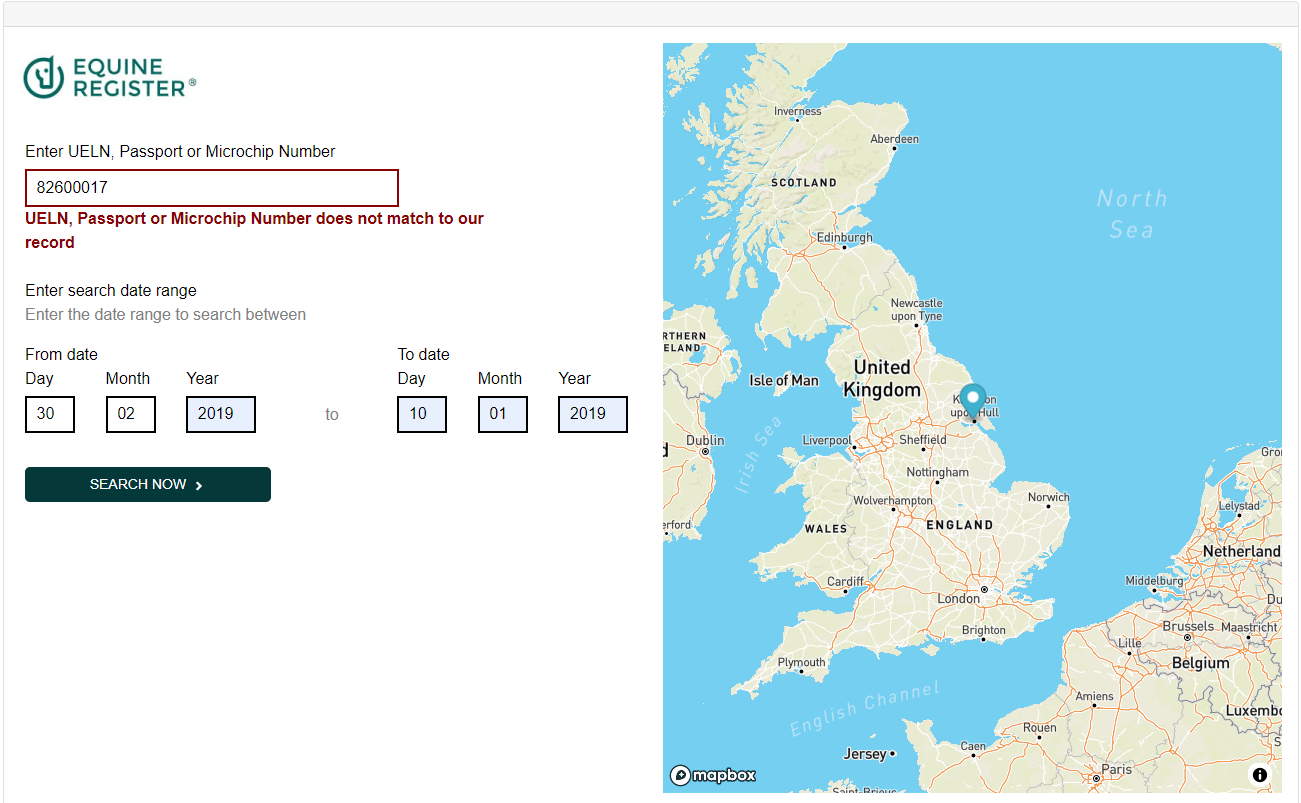 EQUINE
REGISTER®
Enter UELN, Passport or Microchip Number
82600017
UELN, Passport or Microchip Number does not match to our
record
Enter search date range
Enter the date range to search between
From date
Day Month Year
30 02 2019
to
To date
Day Month Year
10 01 2019
SEARCH NOW
Inverness
Aberdeen
SCOTLAND
North
Sea
Edinburgh
Newcastle
upon Tyne
RTHERN
ELAND
United
Kingdom
Isle of Man
upon Hull
Dublin
Irish Sea
Liverpool
Sheffield
Nottingham
Wolverhampton
Norwich
WALES
ENGLAND
erford
Cardiff
London
Brighton
Plymouth
English Channel
Gro
Lelystad
Netherland
Middelburg
Du
Brussels
Maastricht
Lille
Belgium
Amiens
Luxembo
Rouen
S
Jersey
Caen
Paris
Saint-Brieuc
mapbox